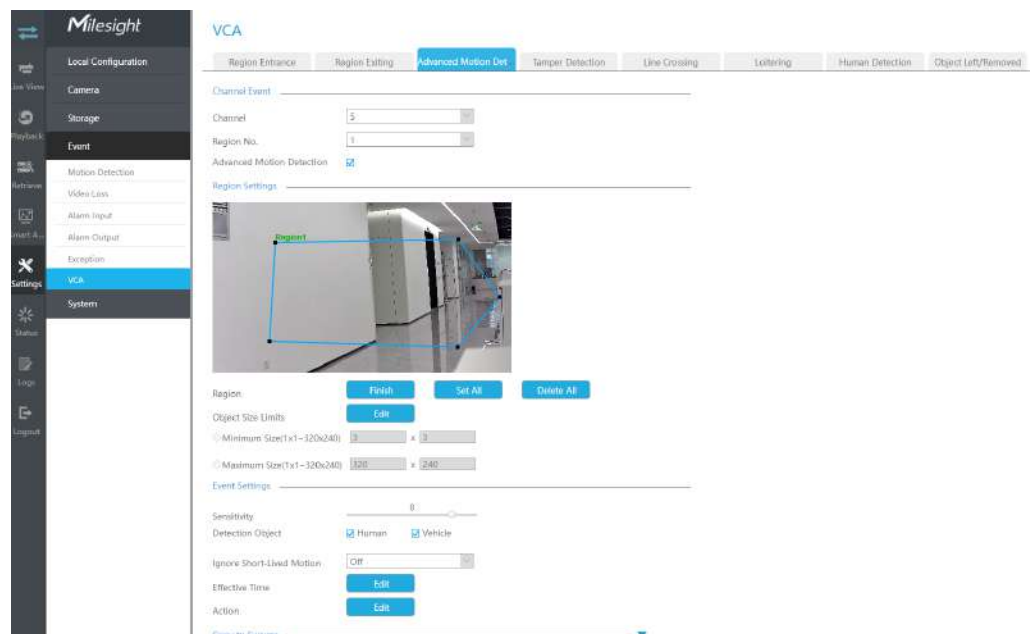 Milesight
VCA
Local Configuration
Camera
Storage
Event
Motion Detection
Video Loss
Alarm Input
Alarm Output
Exception
VCA
System
Live View
Playback
Retrieve
Smart A...
Settings
Status
Logs
Logout
Region Entrance
Region Exiting
Advanced Motion Det
Tamper Detection
Line Crossing
Loitering
Human Detection
Object Left/Removed
Channel Event
Channel 5
Region No. 1
Advanced Motion Detection
Region Settings
Region1
Region Finish Set All Delete All
Object Size Limits Edit
Minimum Size(1x1~320x240) 3 x 3
Maximum Size(1x1~320x240) 320 x 240
Event Settings
8
Sensitivity
Detection Object Human Vehicle
Ignore Short-Lived Motion Off
Effective Time Edit
Action Edit